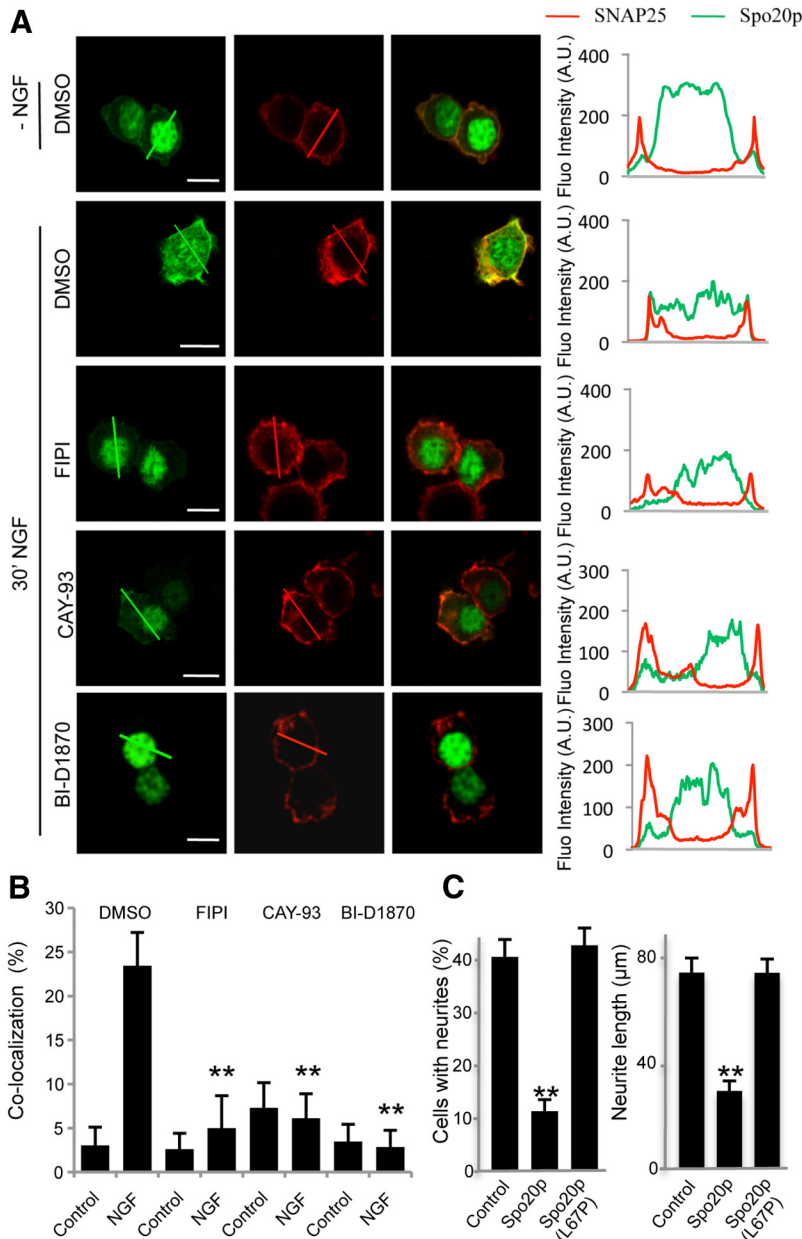 A
SNAP25 Spo20p
- NGF
DMSO
Fluo Intensity (A.U.)
400
200
0
30' NGF
DMSO
Fluo Intensity (A.U.)
400
200
0
FIPI
Fluo Intensity (A.U.)
400
200
0
CAY-93
Fluo Intensity (A.U.)
300
200
100
0
BI-D1870
Fluo Intensity (A.U.)
300
200
100
0
B
DMSO FIPI CAY-93 BI-D1870
Co-localization (%)
30
25
20
15
10
5
0
** ** **
Control NGF Control NGF Control NGF Control NGF
C
Cells with neurites (%)
40
30
20
10
0
**
Control Spo20p Spo20p
(L67P)
Neurite length (μm)
80
40
0
**
Control Spo20p Spo20p
(L67P)